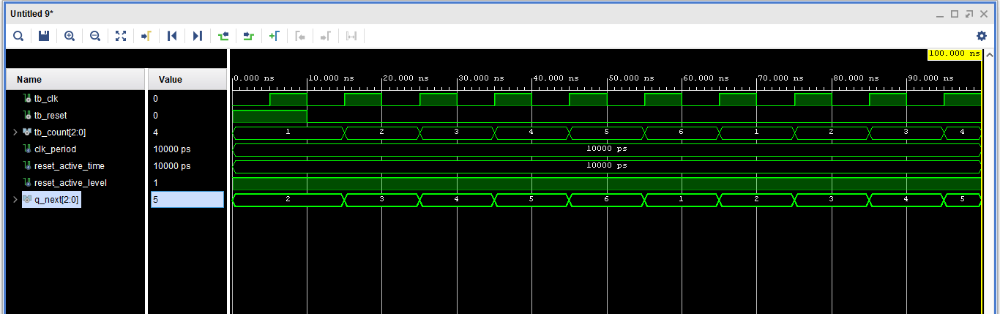 Untitled 9*
100.000 ns
Name Value
0.000 ns 10.000 ns 20.000 ns 30.000 ns 40.000 ns 50.000 ns 60.000 ns 70.000 ns 80.000 ns 90.000 ns
tb_clk 0
tb_reset 0
tb_count[2:0] 4 1 2 3 4 5 6 1 2 3 4
clk_period 10000 ps 10000 ps
reset_active_time 10000 ps 10000 ps
reset_active_level 1
q_next[2:0] 5 2 3 4 5 6 1 2 3 4 5